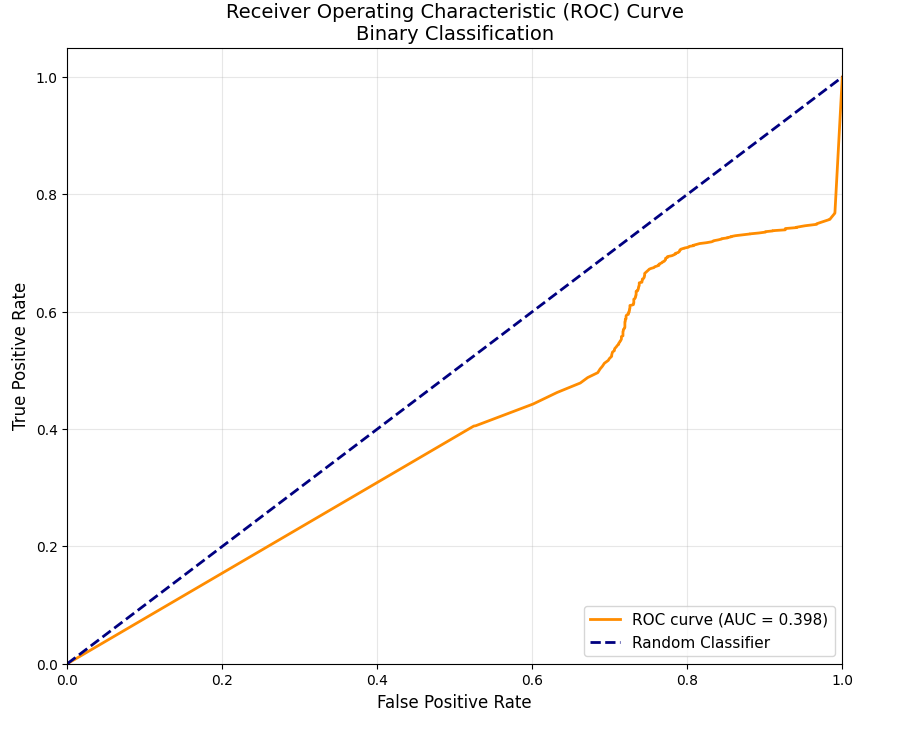 Receiver Operating Characteristic (ROC) Curve
Binary Classification
True Positive Rate
1.0
0.8
0.6
0.4
0.2
0.0
0.0 0.2 0.4 0.6 0.8 1.0
False Positive Rate
ROC curve (AUC = 0.398)
Random Classifier